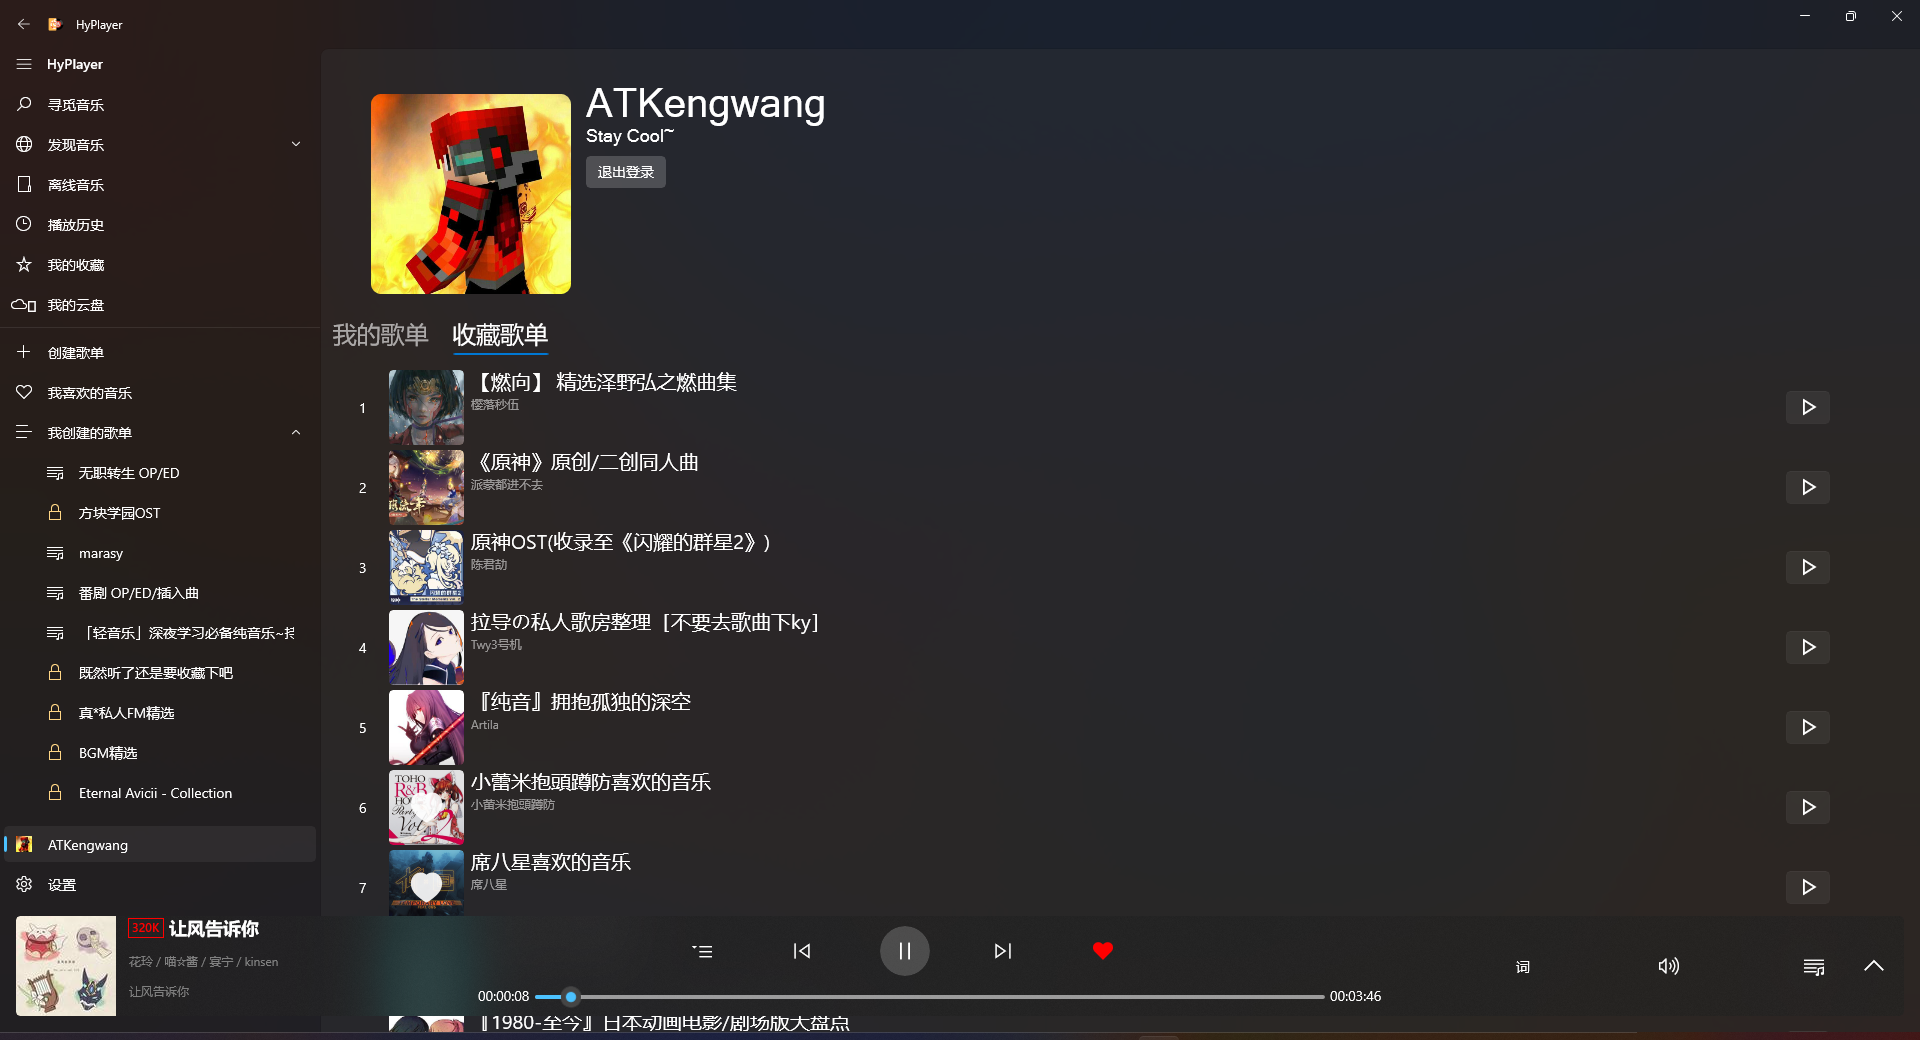 HyPlayer
HyPlayer
寻觅音乐
发现音乐
离线音乐
播放历史
我的收藏
我的云盘
创建歌单
我喜欢的音乐
我创建的歌单
无职转生 OP/ED
方块学园OST
marasy
番剧 OP/ED/插入曲
「轻音乐」深夜学习必备纯音乐~扌
既然听了还是要收藏下吧
真*私人FM精选
BGM精选
Eternal Avicii - Collection
ATKengwang
设置
ATKengwang
Stay Cool~
退出登录
我的歌单 收藏歌单
1
【燃向】 精选泽野弘之燃曲集
樱落秒伍
2
《原神》原创/二创同人曲
派蒙都进不去
3
原神OST(收录至《闪耀的群星2》)
陈君劼
4
拉导の私人歌房整理［不要去歌曲下ky］
Twy3号机
5
『纯音』拥抱孤独的深空
Artila
6
TOHO
R&B
HO
Party
Vol.
小蕾米抱頭蹲防喜欢的音乐
小蕾米抱頭蹲防
7
席八星喜欢的音乐
席八星
『1980-至今』日本动画电影/剧场版大盘点
320K 让风告诉你
花玲 / 喵☆酱 / 宴宁 / kinsen
让风告诉你
00:00:08
00:03:46
词